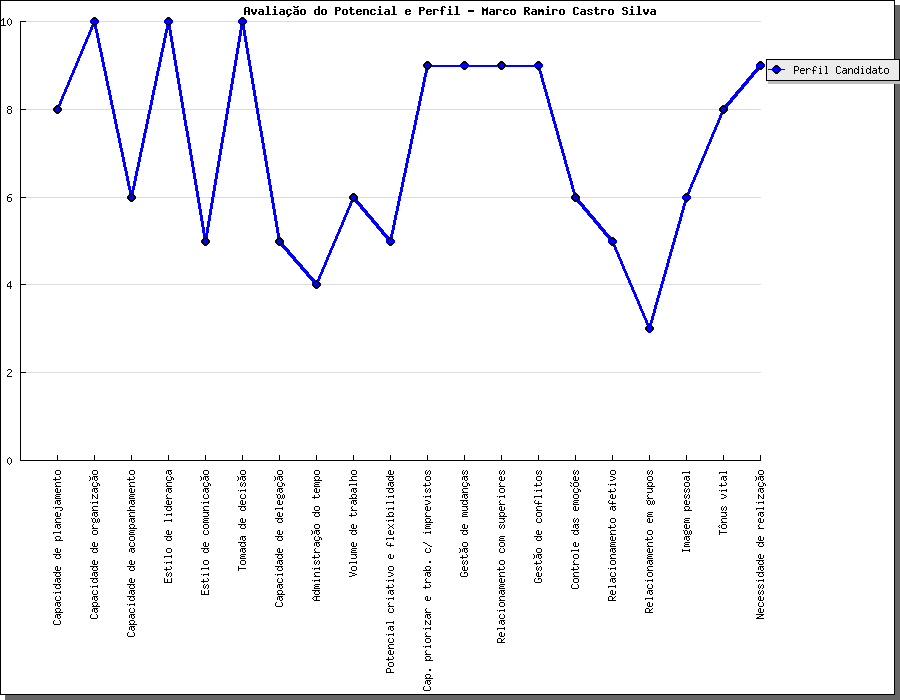 Avaliação do Potencial e Perfil - Marco Ramiro Castro Silva
10
8
6
4
2
0
Perfil Candidato
Capacidade de planejamento
Capacidade de organização
Capacidade de acompanhamento
Estilo de liderança
Estilo de comunicação
Tomada de decisão
Capacidade de delegação
Administração do tempo
Volume de trabalho
Potencial criativo e flexibilidade
Cap. priorizar e trab. c/ imprevistos
Gestão de mudanças
Relacionamento com superiores
Gestão de conflitos
Controle das emoções
Relacionamento afetivo
Relacionamento em grupos
Imagem pessoal
Tônus vital
Necessidade de realização